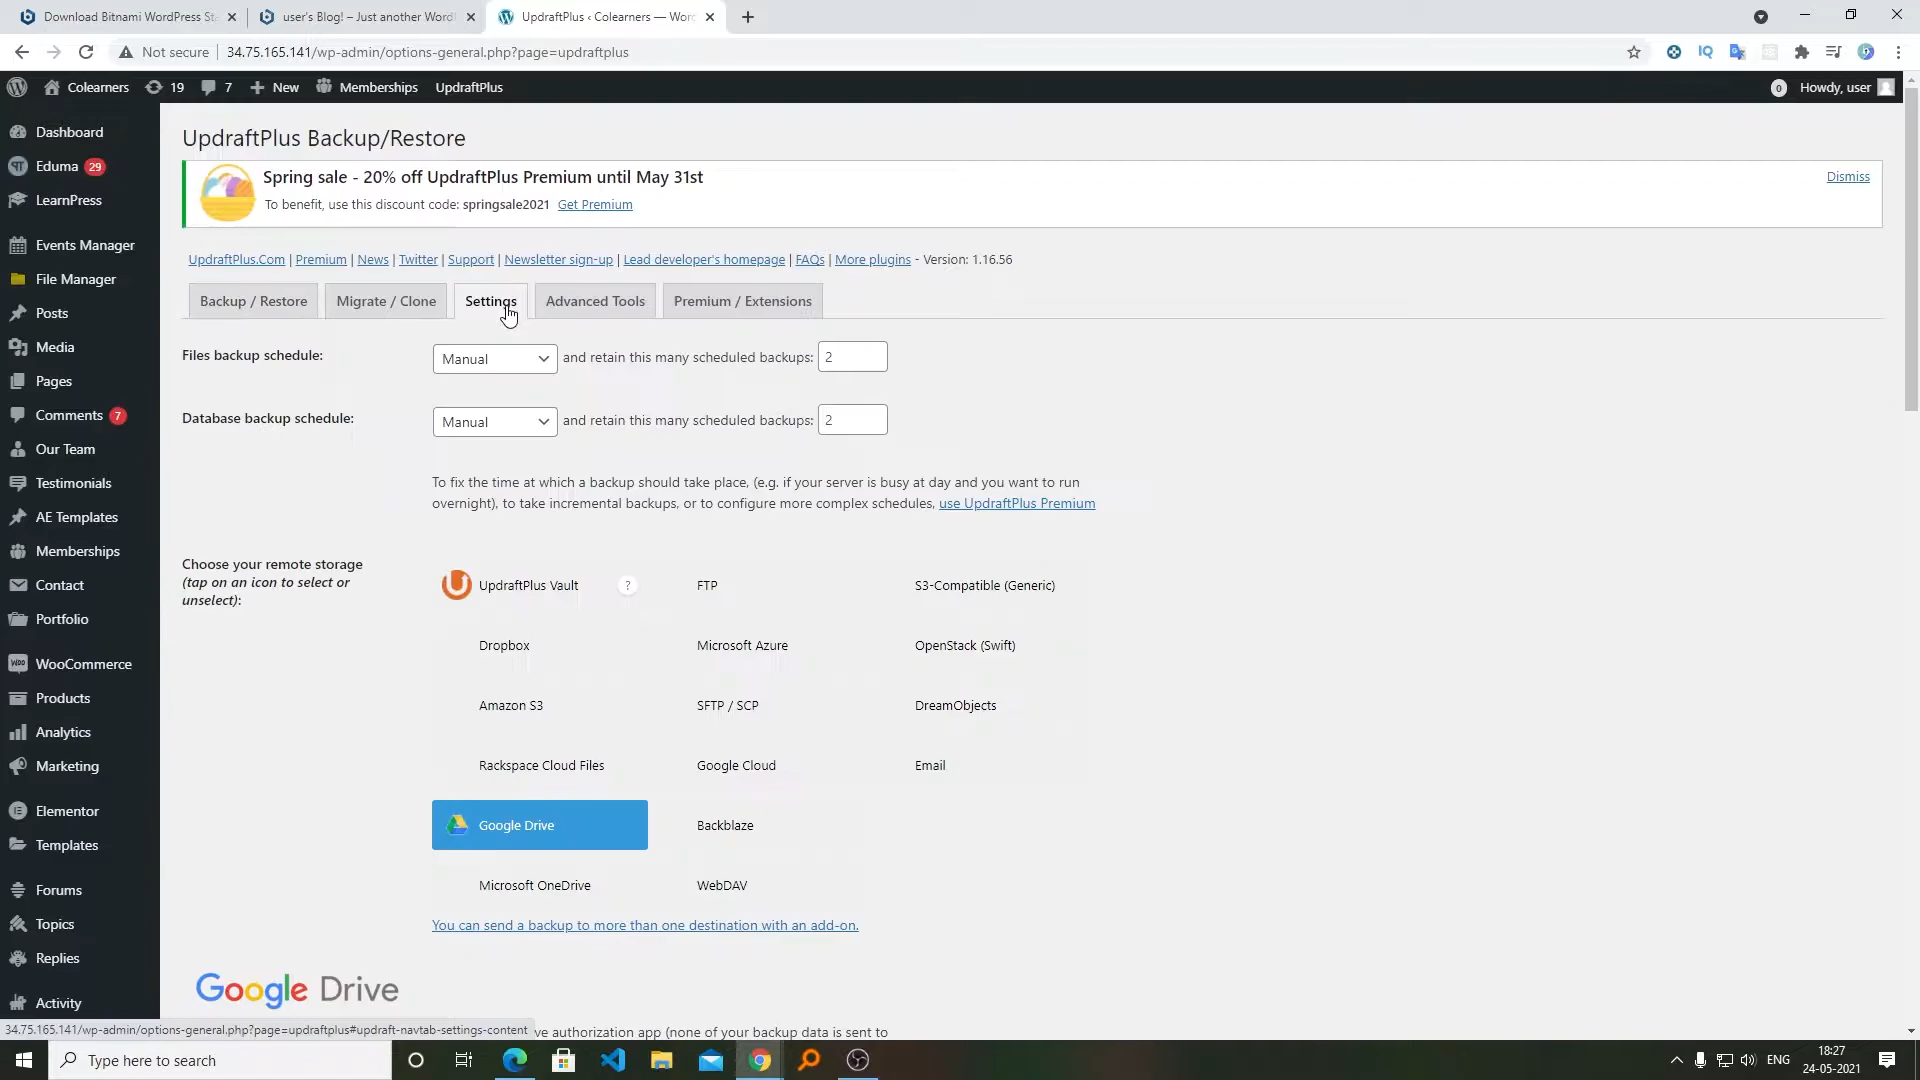 Download Bitnami WordPress St
user's Blog! – Just another Word
UpdraftPlus ‹ Colearners — Wor
Not secure
34.75.165.141/wp-admin/options-general.php?page=updraftplus
Colearners
19
7
New
Memberships
UpdraftPlus
0
Howdy, user
Dashboard
Eduma 29
LearnPress
Events Manager
File Manager
Posts
Media
Pages
Comments 7
Our Team
Testimonials
AE Templates
Memberships
Contact
Portfolio
WooCommerce
Products
Analytics
Marketing
Elementor
Templates
Forums
Topics
Replies
Activity
UpdraftPlus Backup/Restore
Spring sale - 20% off UpdraftPlus Premium until May 31st
Dismiss
To benefit, use this discount code: springsale2021 Get Premium
UpdraftPlus.Com | Premium | News | Twitter | Support | Newsletter sign-up | Lead developer's homepage | FAQs | More plugins - Version: 1.16.56
Backup / Restore
Migrate / Clone
Settings
Advanced Tools
Premium / Extensions
Files backup schedule:
Manual
and retain this many scheduled backups: 2
Database backup schedule:
Manual
and retain this many scheduled backups: 2
To fix the time at which a backup should take place, (e.g. if your server is busy at day and you want to run
overnight), to take incremental backups, or to configure more complex schedules, use UpdraftPlus Premium
Choose your remote storage
(tap on an icon to select or
unselect):
UpdraftPlus Vault ?
FTP
S3-Compatible (Generic)
Dropbox
Microsoft Azure
OpenStack (Swift)
Amazon S3
SFTP / SCP
DreamObjects
Rackspace Cloud Files
Google Cloud
Email
Google Drive
Backblaze
Microsoft OneDrive
WebDAV
You can send a backup to more than one destination with an add-on.
Google Drive
ve authorization app (none of your backup data is sent to
34.75.165.141/wp-admin/options-general.php?page=updraftplus#updraft-navtab-settings-content
Type here to search
ENG
18:27
24-05-2021